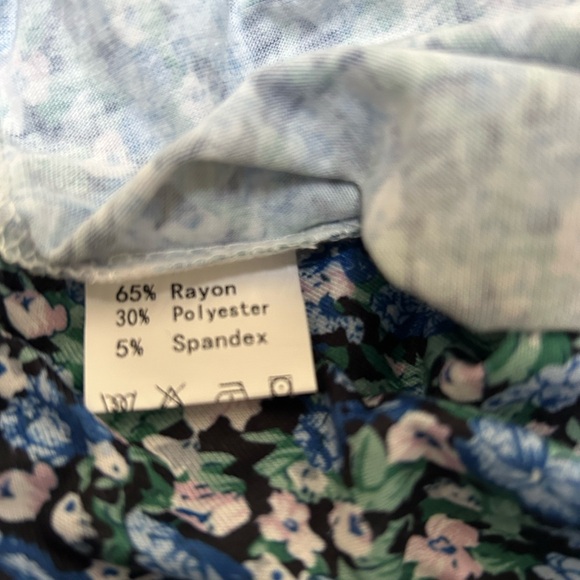 65% Rayon
30% Polyester
5% Spandex